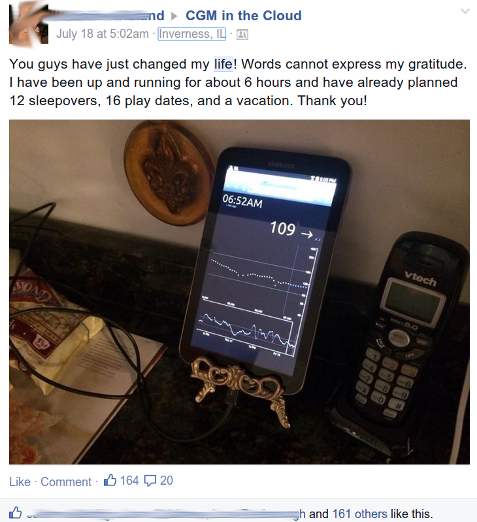 nd ▸ CGM in the Cloud
July 18 at 5:02am · Inverness, IL ·
You guys have just changed my life! Words cannot express my gratitude.
I have been up and running for about 6 hours and have already planned
12 sleepovers, 16 play dates, and a vacation. Thank you!
SAMSUNG
06:52AM
109 →
vtech
Like · Comment · 164 20
h and 161 others like this.